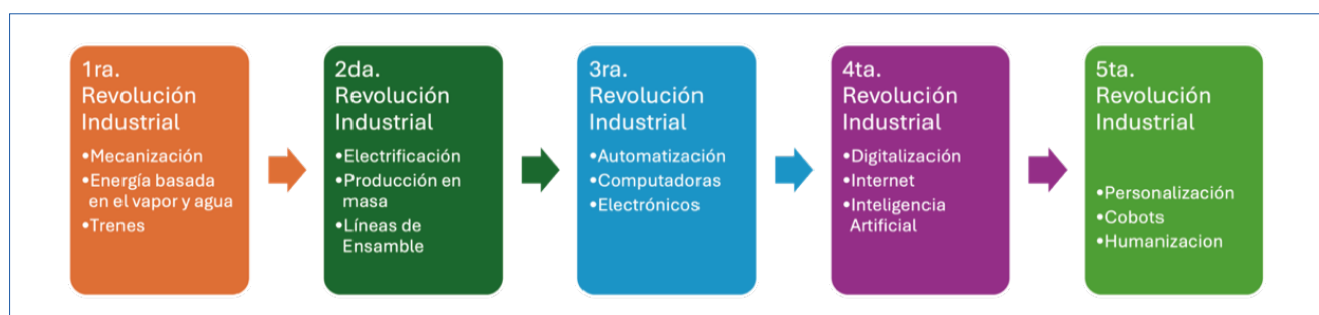 1ra.
Revolución
Industrial
•Mecanización
•Energía basada
en el vapor y agua
•Trenes
2da.
Revolución
Industrial
•Electrificación
•Producción en
masa
•Líneas de
Ensamble
3ra.
Revolución
Industrial
•Automatización
•Computadoras
•Electrónicos
4ta.
Revolución
Industrial
•Digitalización
•Internet
•Inteligencia
Artificial
5ta.
Revolución
Industrial
•Personalización
•Cobots
•Humanizacion